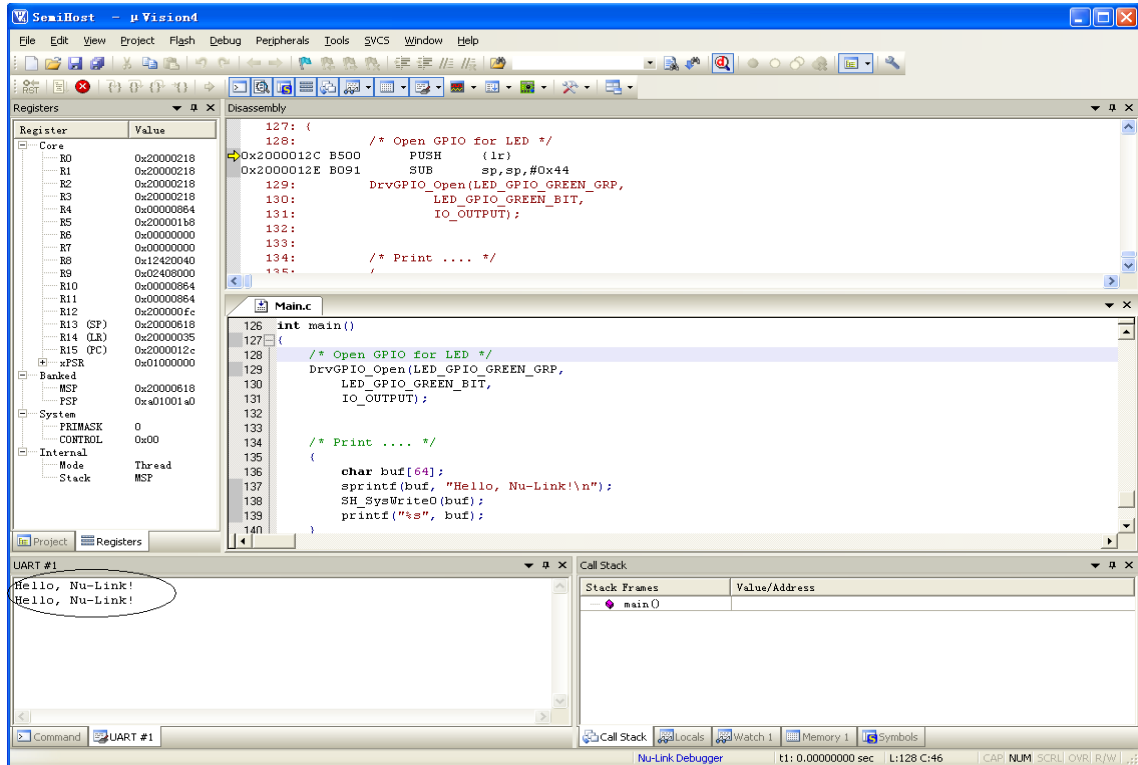 SemiHost - µVision4
File Edit View Project Flash Debug Peripherals Tools SVCS Window Help
RST
Registers
Register Value
Core
R0 0x20000218
R1 0x20000218
R2 0x20000218
R3 0x20000218
R4 0x00000864
R5 0x200001b8
R6 0x00000000
R7 0x00000000
R8 0x12420040
R9 0x02408000
R10 0x00000864
R11 0x00000864
R12 0x200000fc
R13 (SP) 0x20000618
R14 (LR) 0x20000035
R15 (PC) 0x2000012c
xPSR 0x01000000
Banked
MSP 0x20000618
PSP 0xa01001a0
System
PRIMASK 0
CONTROL 0x00
Internal
Mode Thread
Stack MSP
Project Registers
Disassembly
127: {
128: /* Open GPIO for LED */
0x2000012C B500 PUSH {lr}
0x2000012E B091 SUB sp,sp,#0x44
129: DrvGPIO_Open(LED_GPIO_GREEN_GRP,
130: LED_GPIO_GREEN_BIT,
131: IO_OUTPUT);
132:
133:
134: /* Print .... */
135: {
Main.c
126 int main()
127 {
128 /* Open GPIO for LED */
129 DrvGPIO_Open(LED_GPIO_GREEN_GRP,
130 LED_GPIO_GREEN_BIT,
131 IO_OUTPUT);
132
133
134 /* Print .... */
135 {
136 char buf[64];
137 sprintf(buf, "Hello, Nu-Link!\n");
138 SH_SysWrite0(buf);
139 printf("%s", buf);
140 }
UART #1
Hello, Nu-Link!
Hello, Nu-Link!
Command UART #1
Call Stack
Stack Frames Value/Address
main()
Call Stack Locals Watch 1 Memory 1 Symbols
Nu-Link Debugger t1: 0.00000000 sec L:128 C:46 CAP NUM SCRL OVR R/W